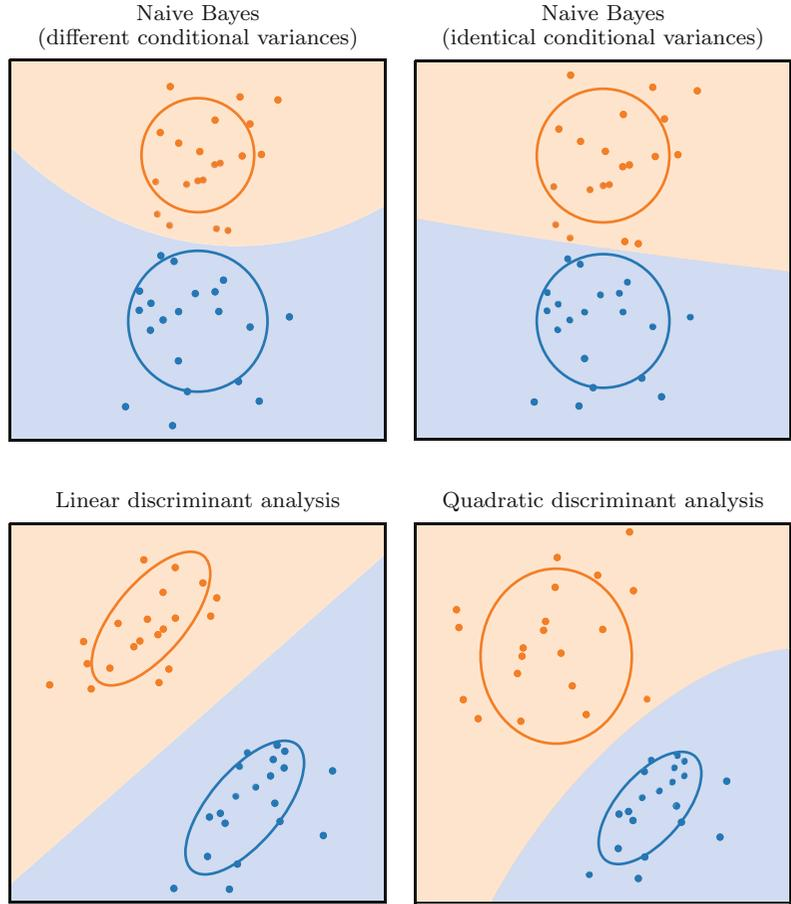 Naive Bayes
(different conditional variances)
Naive Bayes
(identical conditional variances)
Linear discriminant analysis
Quadratic discriminant analysis